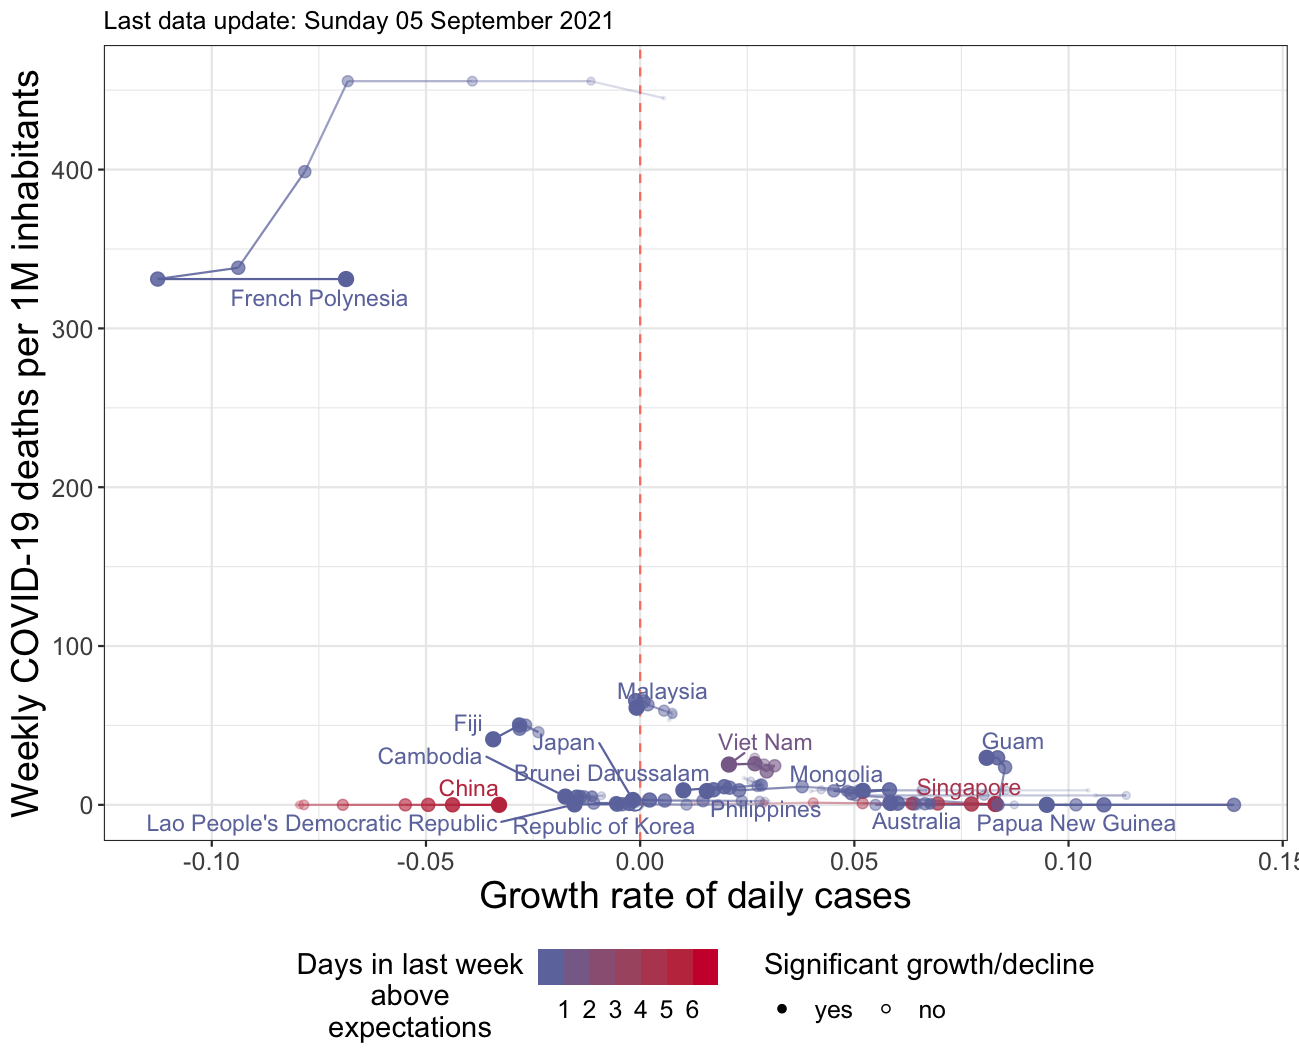 Last data update: Sunday 05 September 2021
Weekly COVID-19 deaths per 1M inhabitants
400
300
200
100
0
French Polynesia
Malaysia
Fiji
Japan
Viet Nam
Guam
Cambodia
Brunei Darussalam
Mongolia
China
Singapore
Philippines
Lao People's Democratic Republic
Republic of Korea
Australia
Papua New Guinea
-0.10 -0.05 0.00 0.05 0.10 0.15
Growth rate of daily cases
Days in last week
above
expectations
1 2 3 4 5 6
Significant growth/decline
yes no